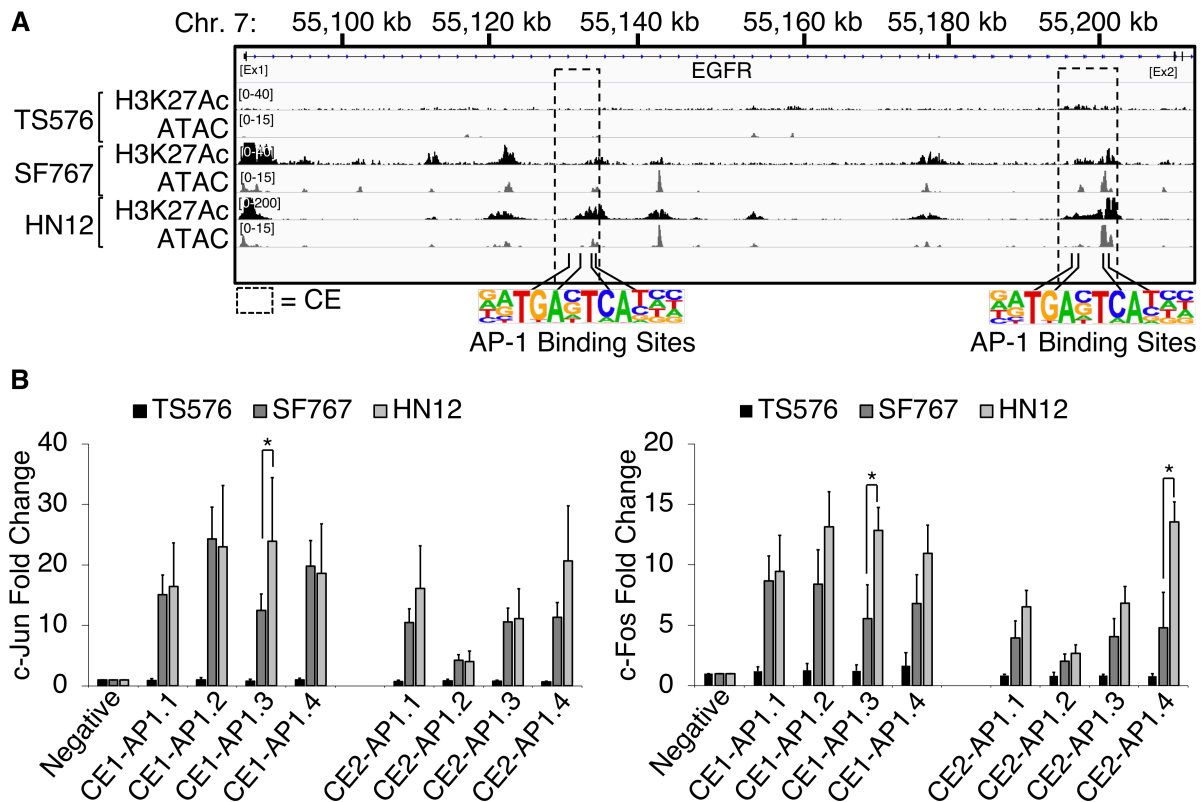 A
Chr. 7: 55,100 kb 55,120 kb 55,140 kb 55,160 kb 55,180 kb 55,200 kb
[Ex1] EGFR [Ex2]
TS576 H3K27Ac [0-40]
ATAC [0-15]
SF767 H3K27Ac [0-40]
ATAC [0-15]
HN12 H3K27Ac [0-200]
ATAC [0-15]
= CE
TGA TCA TGA TCA
AP-1 Binding Sites AP-1 Binding Sites
B
TS576 SF767 HN12
c-Jun Fold Change
40
30
20
10
0
*
Negative
CE1-AP1.1
CE1-AP1.2
CE1-AP1.3
CE1-AP1.4
CE2-AP1.1
CE2-AP1.2
CE2-AP1.3
CE2-AP1.4
TS576 SF767 HN12
c-Fos Fold Change
20
15
10
5
0
*
*
Negative
CE1-AP1.1
CE1-AP1.2
CE1-AP1.3
CE1-AP1.4
CE2-AP1.1
CE2-AP1.2
CE2-AP1.3
CE2-AP1.4